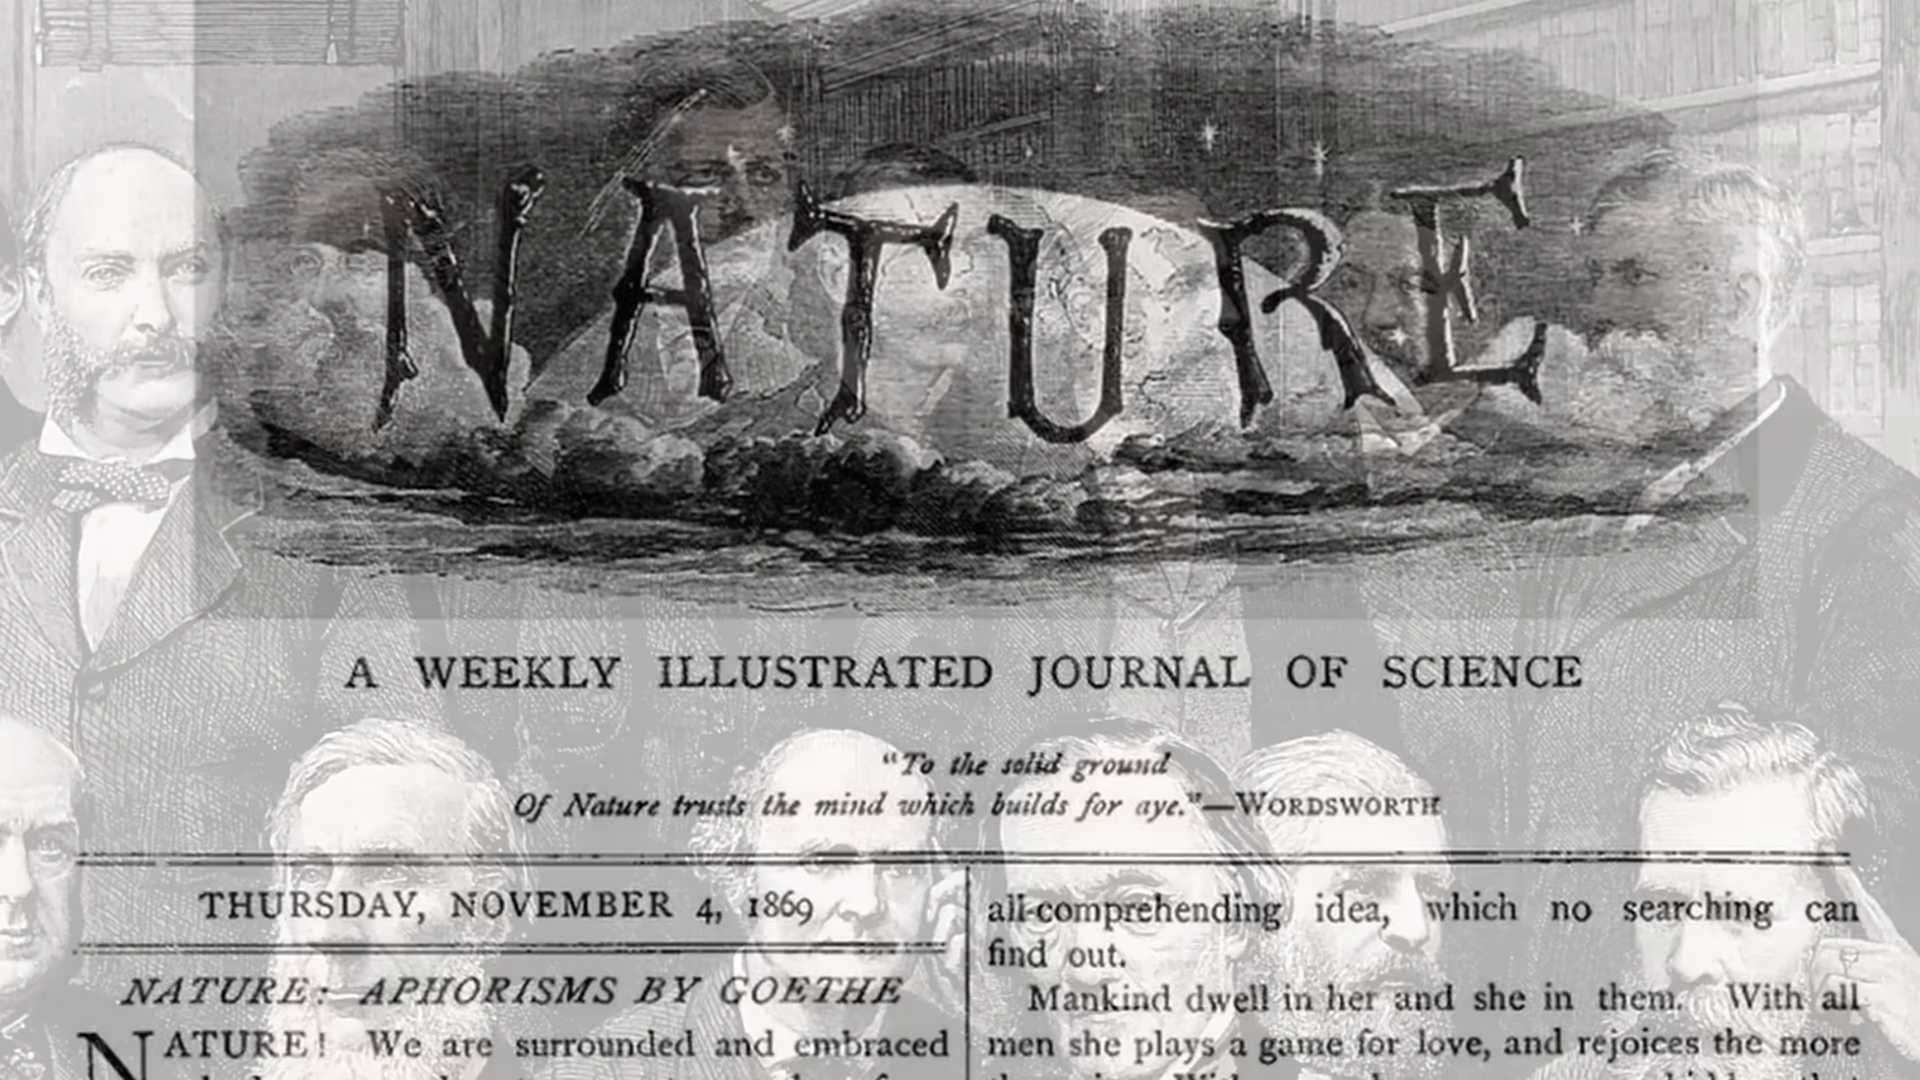 NATURE
A WEEKLY ILLUSTRATED JOURNAL OF SCIENCE
"To the solid ground
Of Nature trusts the mind which builds for aye."—WORDSWORTH
THURSDAY, NOVEMBER 4, 1869
NATURE: APHORISMS BY GOETHE
NATURE! We are surrounded and embraced
all-comprehending idea, which no searching can
find out.
Mankind dwell in her and she in them. With all
men she plays a game for love, and rejoices the more